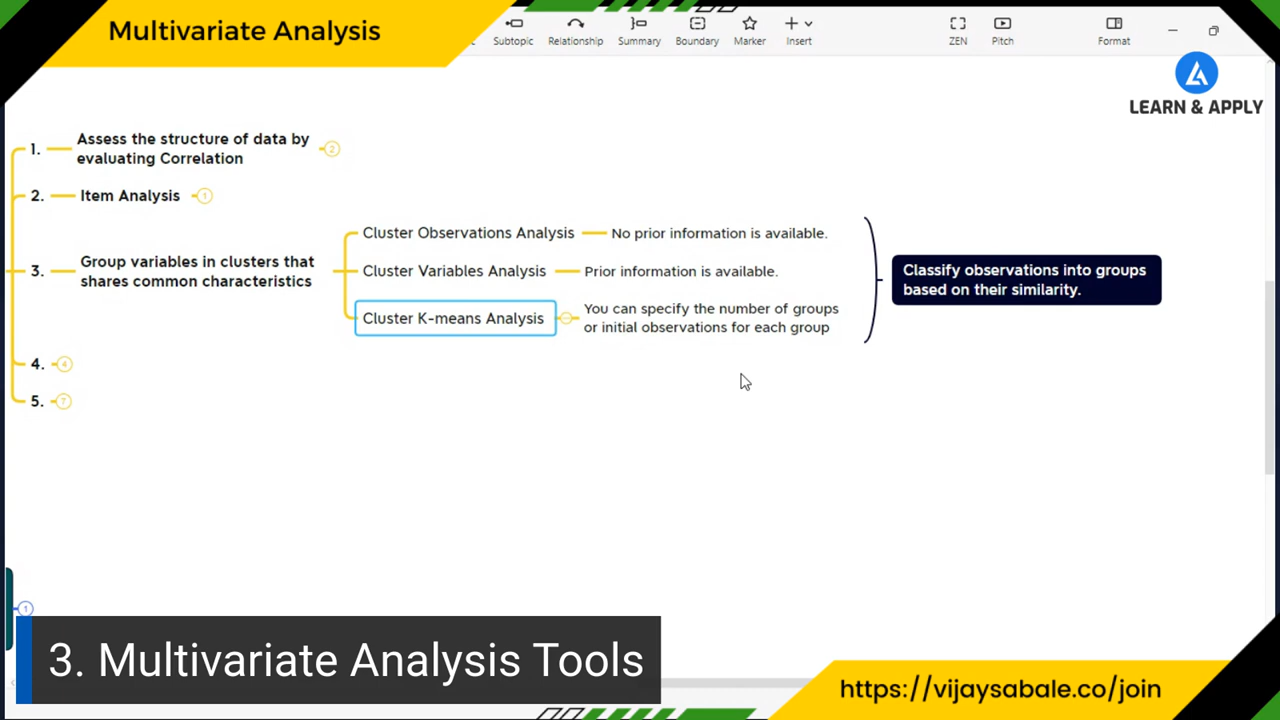 Multivariate Analysis
Subtopic
Relationship
Summary
Boundary
Marker
Insert
ZEN
Pitch
Format
LEARN & APPLY
1.
Assess the structure of data by
evaluating Correlation
2
2.
Item Analysis
1
3.
Group variables in clusters that
shares common characteristics
Cluster Observations Analysis
No prior information is available.
Cluster Variables Analysis
Prior information is available.
Cluster K-means Analysis
You can specify the number of groups
or initial observations for each group
Classify observations into groups
based on their similarity.
4.
4
5.
7
1
3. Multivariate Analysis Tools
https://vijaysabale.co/join